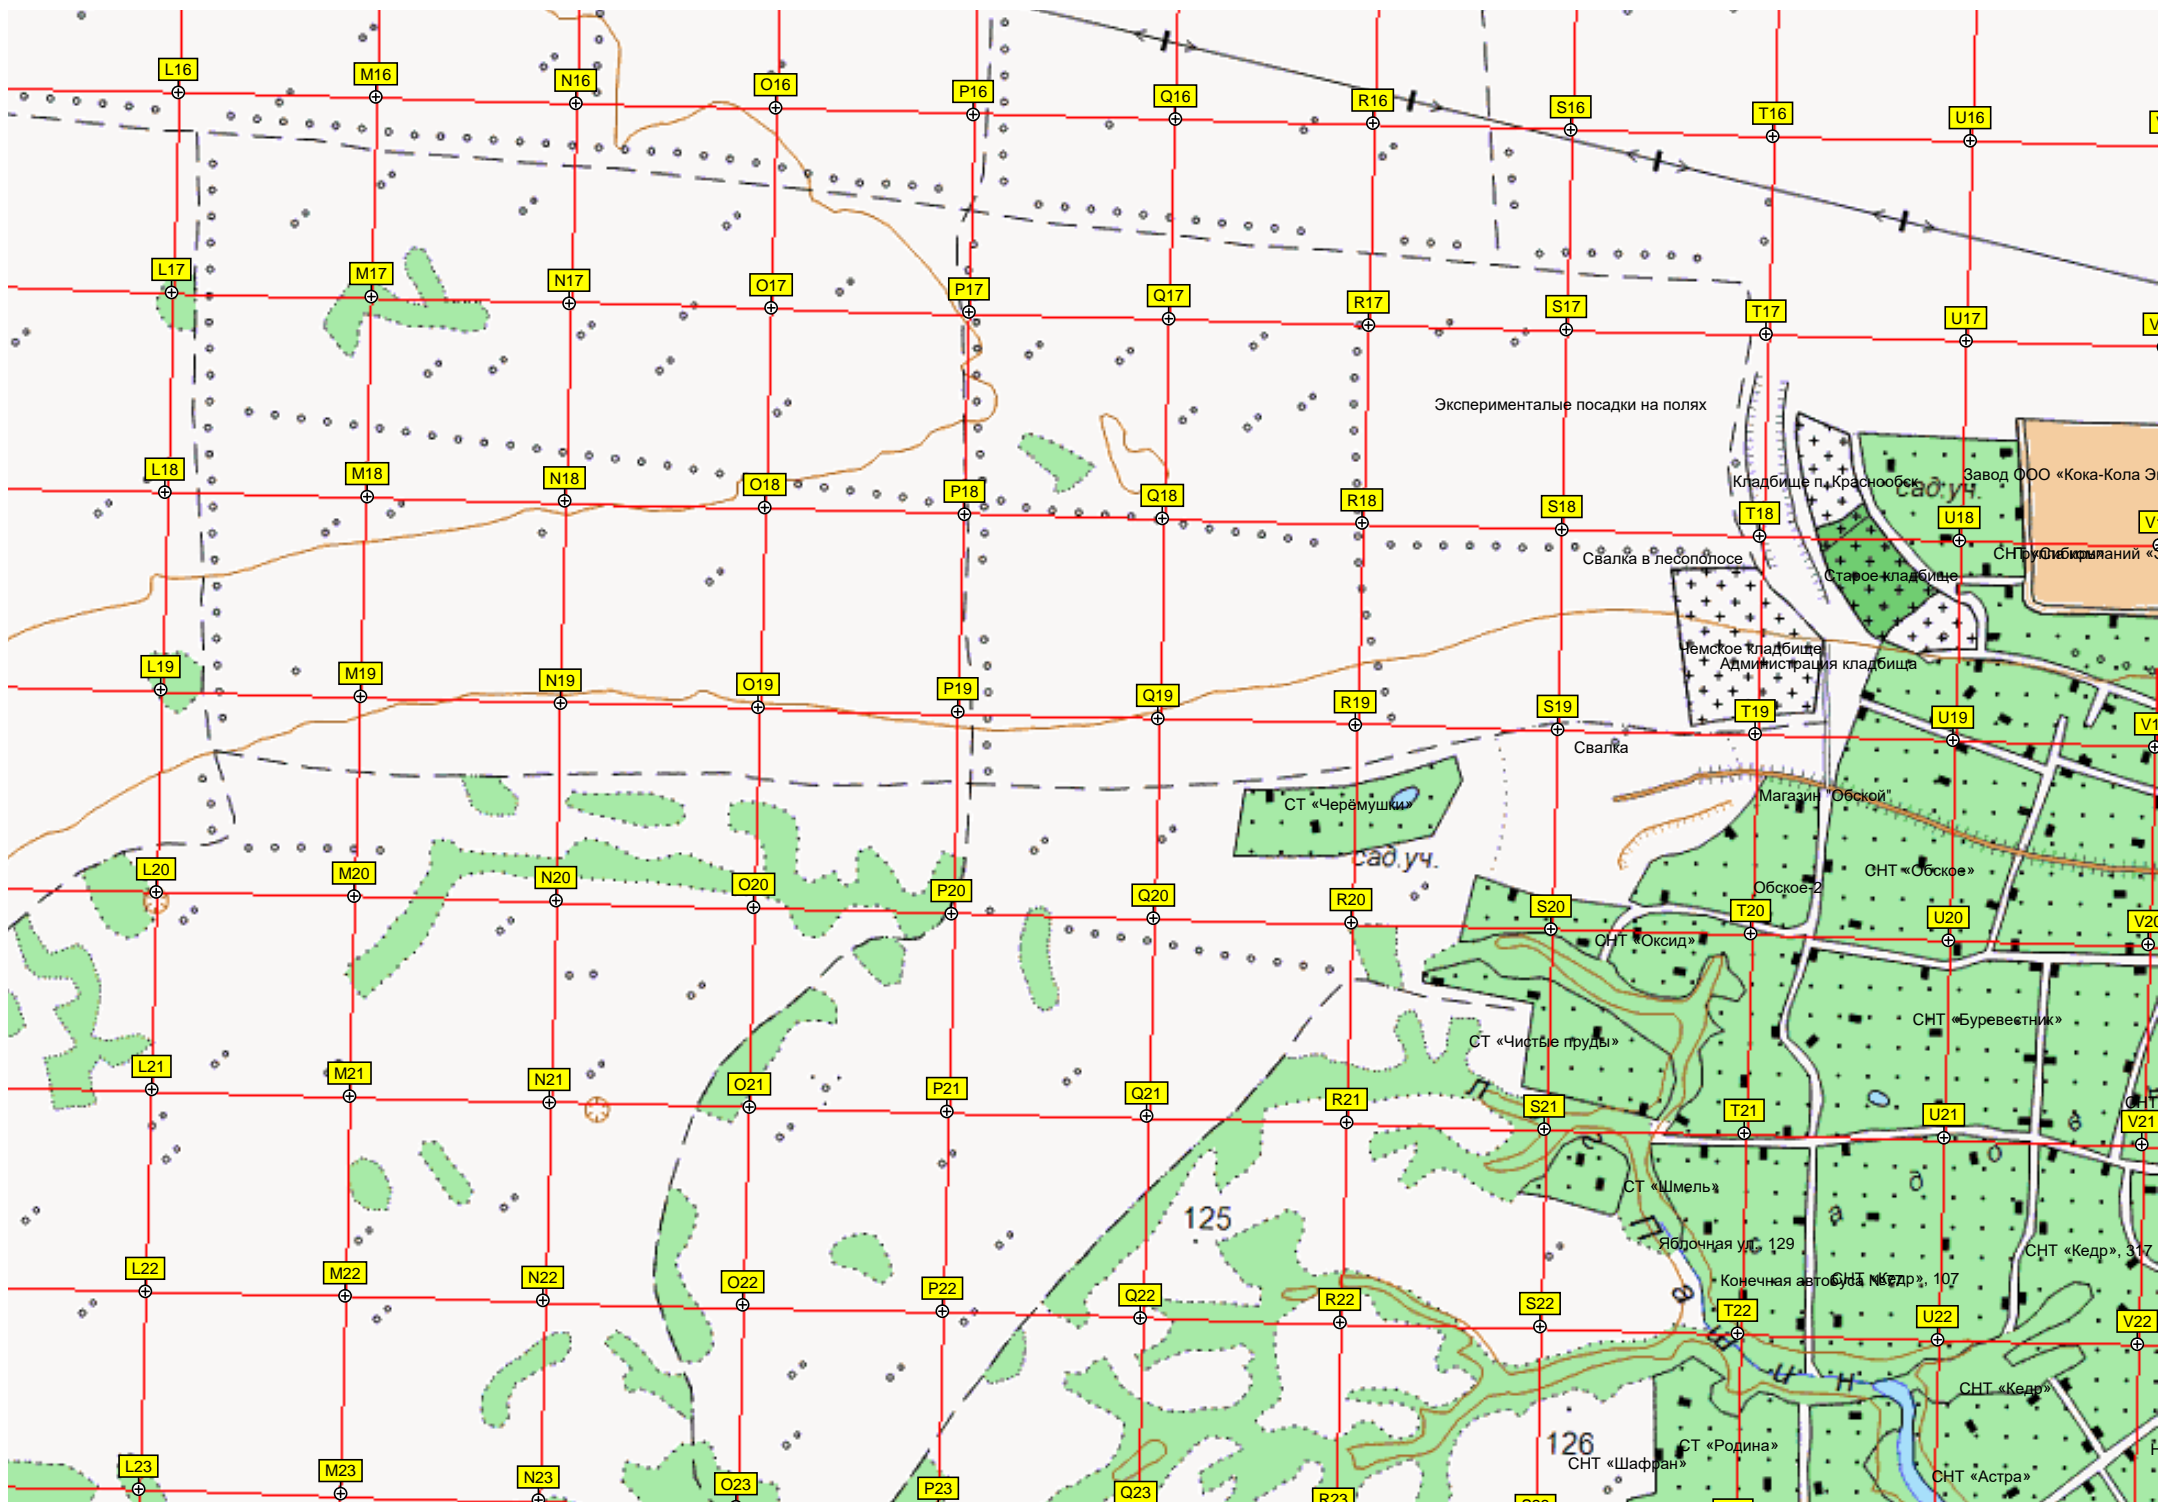 L16 M16 N16 O16 P16 Q16 R16 S16 T16 U16
L17 M17 N17 O17 P17 Q17 R17 S17 T17 U17
Эксперименталые посадки на полях
L18 M18 N18 O18 P18 Q18 R18 S18 T18 U18
Кладбище п. Краснообск
сад.уч.
Завод ООО «Кока-Кола
Свалка в лесополосе
Старое кладбище
Чемское кладбище
Администрация кладбища
L19 M19 N19 O19 P19 Q19 R19 S19 T19 U19
Свалка
Магазин "Обской"
СТ «Черёмушки»
сад.уч.
СНТ «Обское»
Обское-2
L20 M20 N20 O20 P20 Q20 R20 S20 T20 U20 V20
СНТ «Оксид»
СНТ «Буревестник»
СТ «Чистые пруды»
L21 M21 N21 O21 P21 Q21 R21 S21 T21 U21 V21
СНТ
СТ «Шмель»
125
Яблочная ул., 129
СНТ «Кедр», 317
Конечная автобуса
СНТ «Кедр», 107
L22 M22 N22 O22 P22 Q22 R22 S22 T22 U22 V22
СНТ «Кедр»
126
СТ «Родина»
СНТ «Шафран»
СНТ «Астра»
L23 M23 N23 O23 P23 Q23 R23